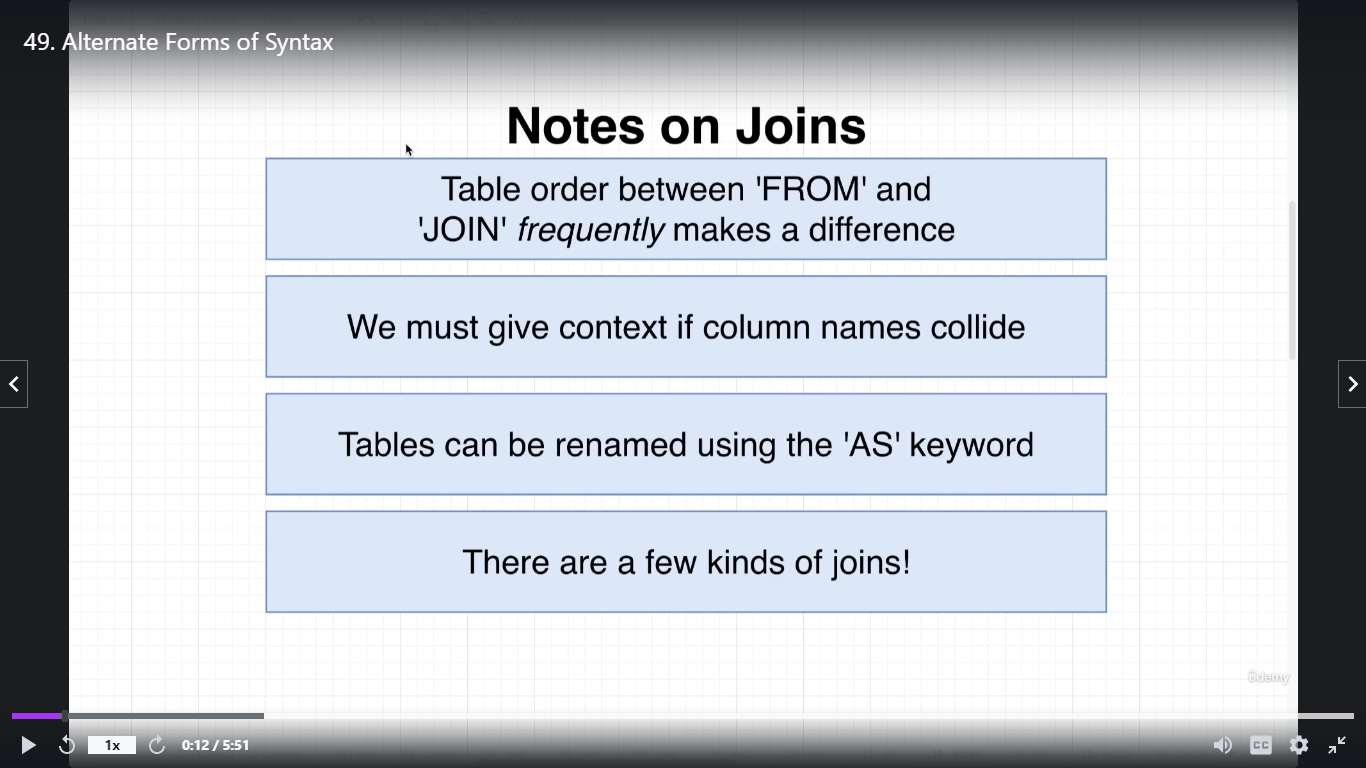 49. Alternate Forms of Syntax
Notes on Joins
Table order between 'FROM' and
'JOIN' frequently makes a difference
We must give context if column names collide
Tables can be renamed using the 'AS' keyword
There are a few kinds of joins!
ûdemy
1x
0:12 / 5:51
CC